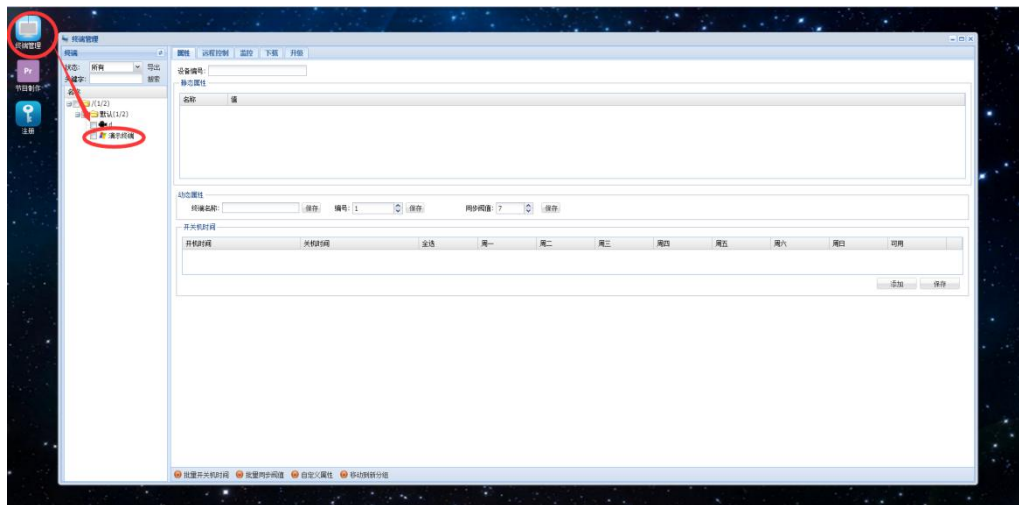 终端管理
Pr
节目制作
注册
终端管理
终端
状态: 所有 导出
关键字: 搜索
名称
/(1/2)
默认(1/2)
d
演示终端
属性 远程控制 监控 下载 升级
设备编号:
静态属性
名称 值
动态属性
终端名称: 保存 编号: 1 保存 同步阀值: 7 保存
开关机时间
开机时间 关机时间 全选 周一 周二 周三 周四 周五 周六 周日 可用
添加 保存
批量开关机时间 批量同步阀值 自定义属性 移动到新分组